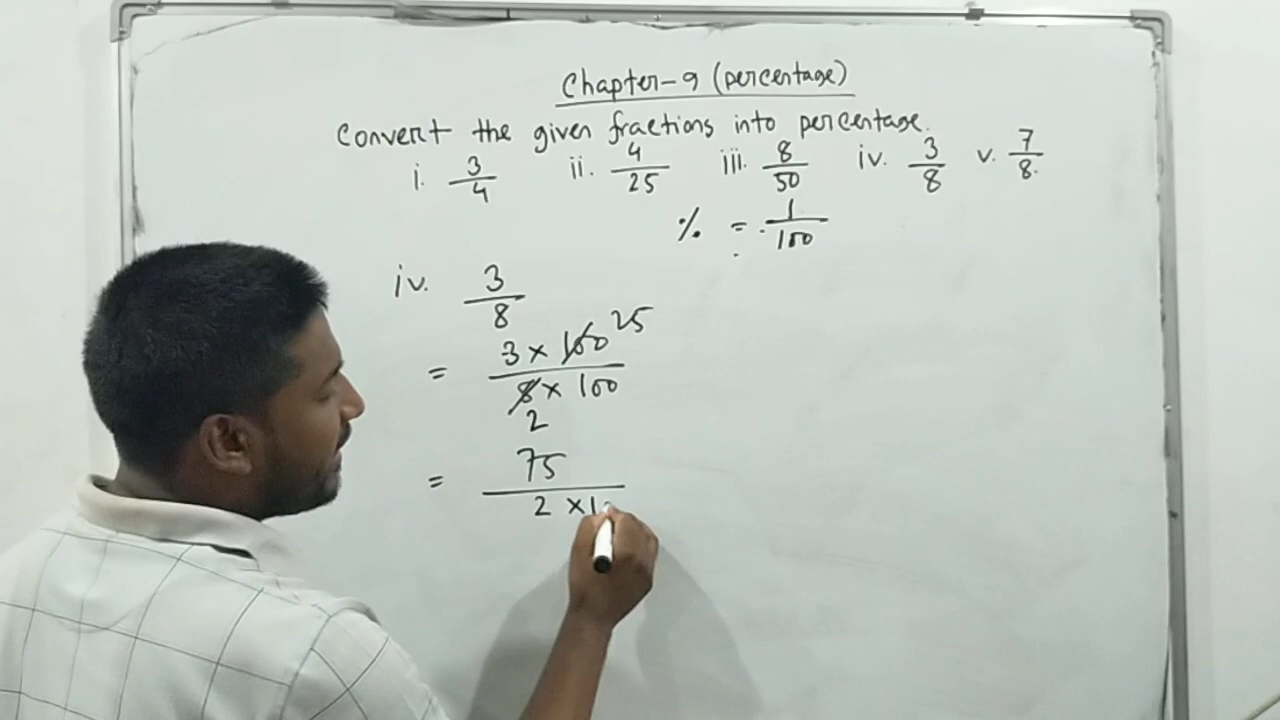 Chapter-9 (percentage)
Convert the given fractions into percentage.
i. 3/4 ii. 4/25 iii. 8/50 iv. 3/8 v. 7/8.
% = 1/100
iv. 3/8
= 3 × 100 25 / 8 × 100 2
= 75 / 2 × 1